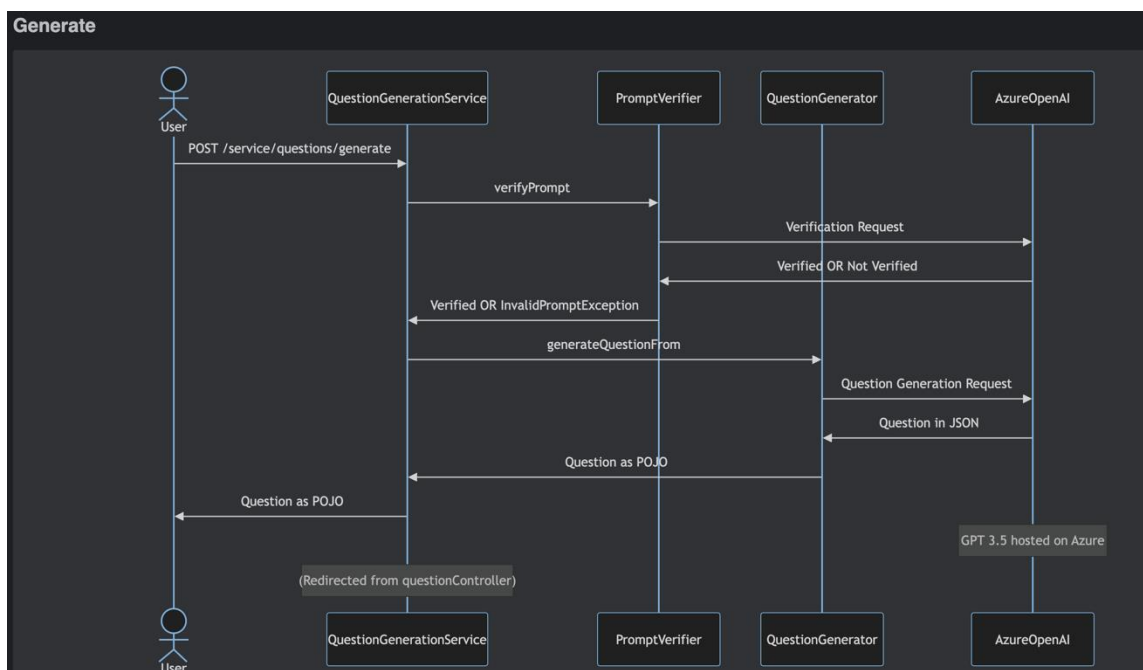 Generate
QuestionGenerationService
PromptVerifier
QuestionGenerator
AzureOpenAI
User
POST /service/questions/generate
verifyPrompt
Verification Request
Verified OR Not Verified
Verified OR InvalidPromptException
generateQuestionFrom
Question Generation Request
Question in JSON
Question as POJO
Question as POJO
GPT 3.5 hosted on Azure
(Redirected from questionController)
QuestionGenerationService
PromptVerifier
QuestionGenerator
AzureOpenAI
User